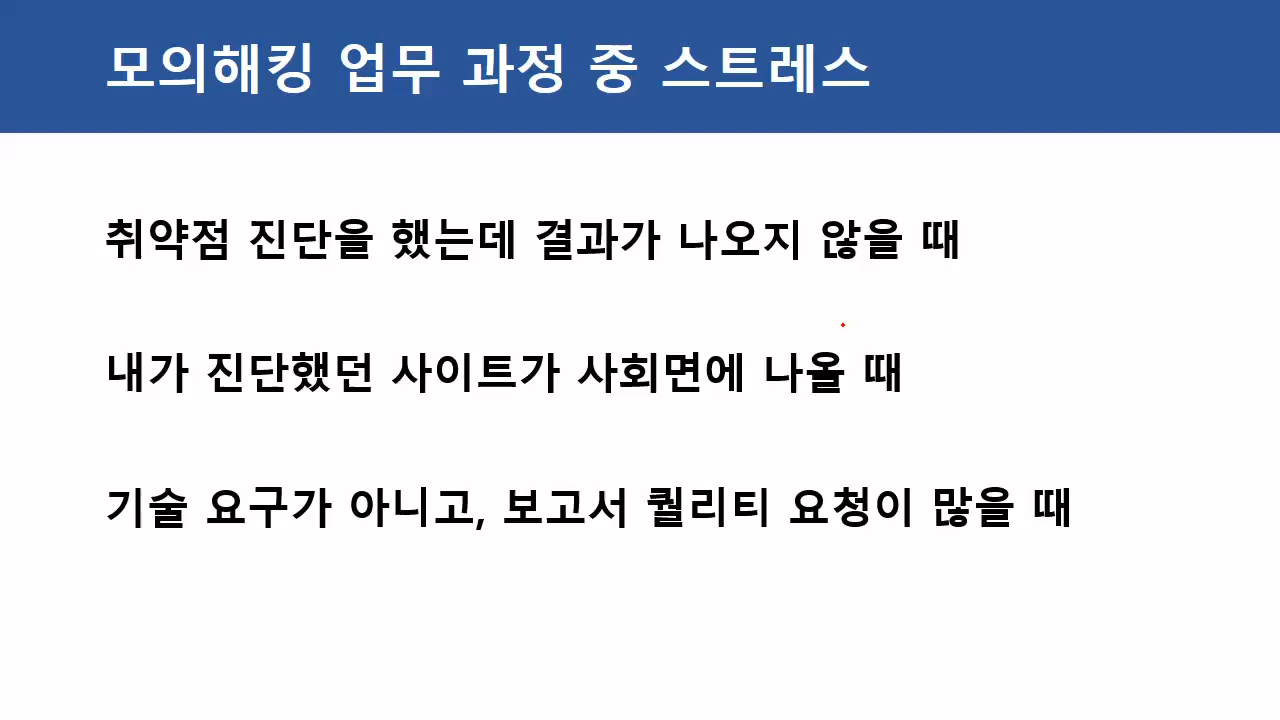 모의해킹 업무 과정 중 스트레스
취약점 진단을 했는데 결과가 나오지 않을 때
내가 진단했던 사이트가 사회면에 나올 때
기술 요구가 아니고, 보고서 퀄리티 요청이 많을 때